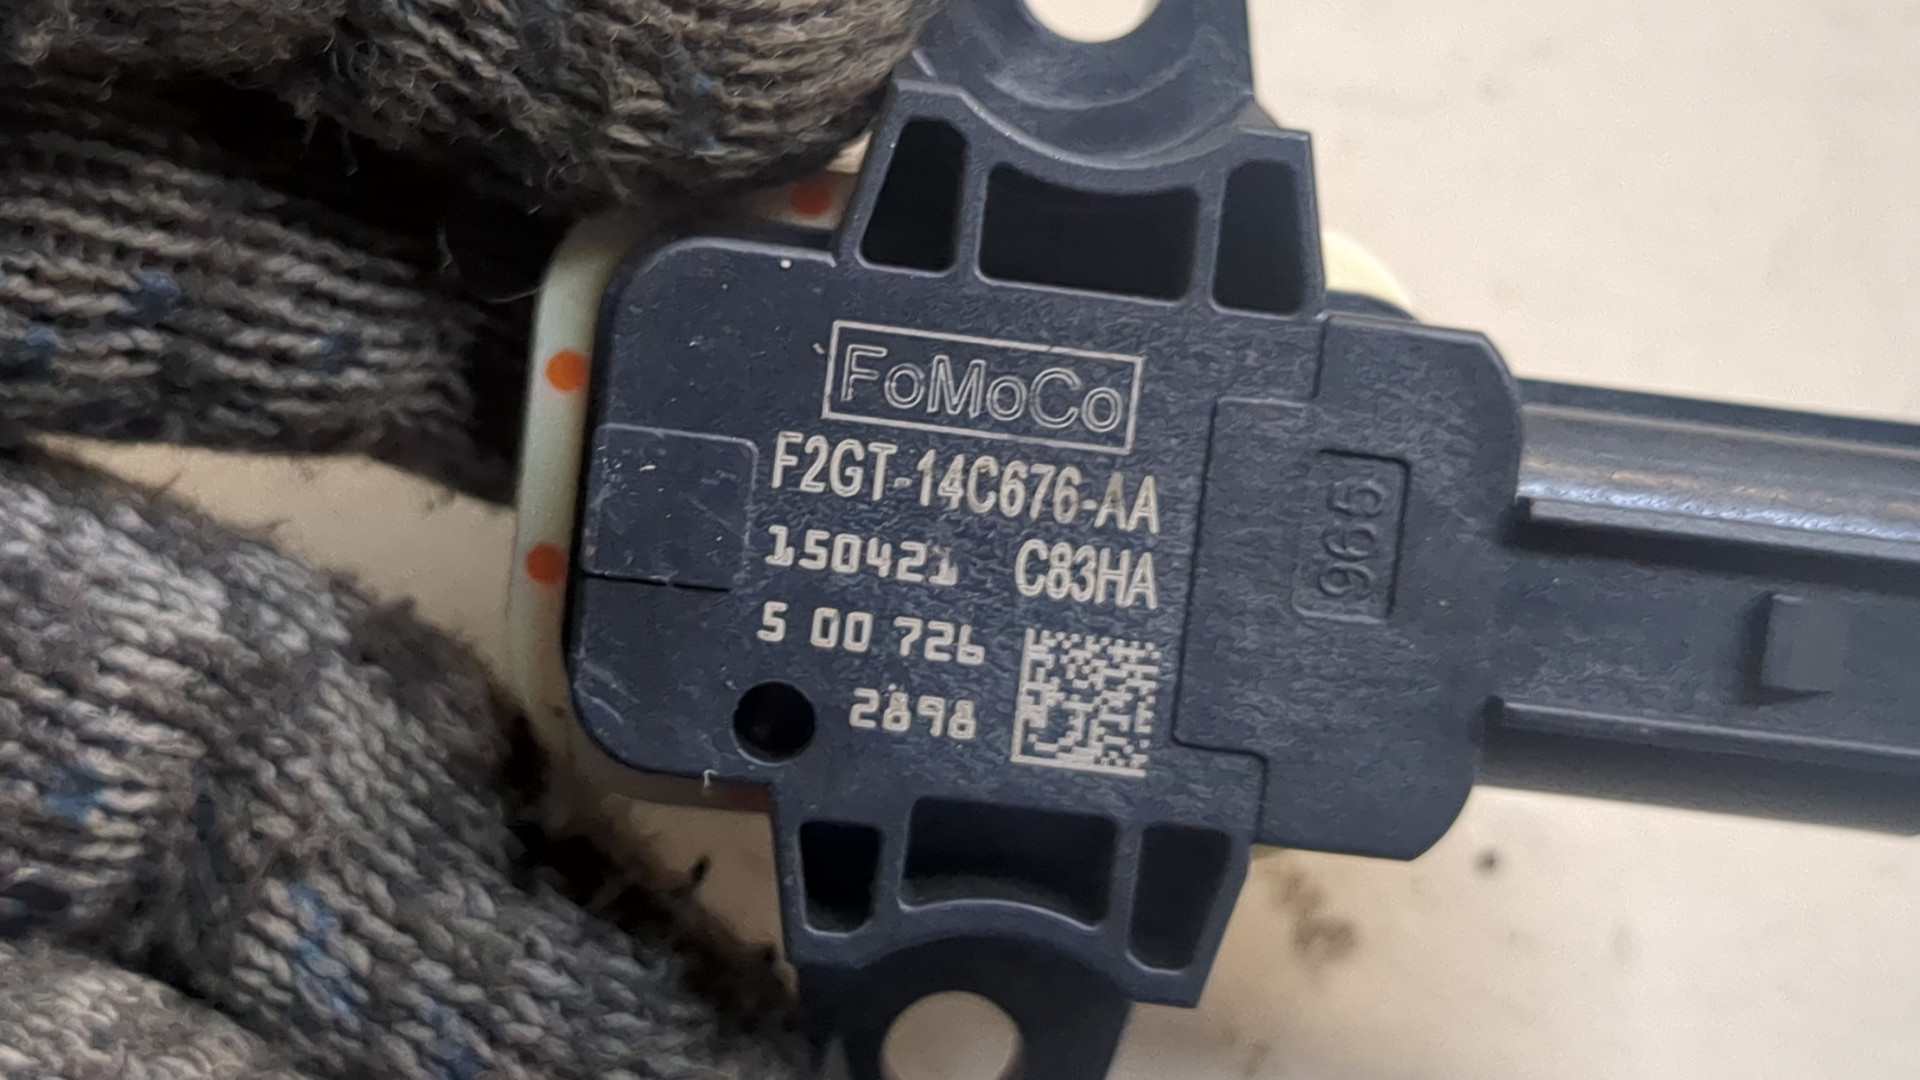 FoMoCo
F2GT-14C676-AA
150421 C83HA
5 00 726
2898
965